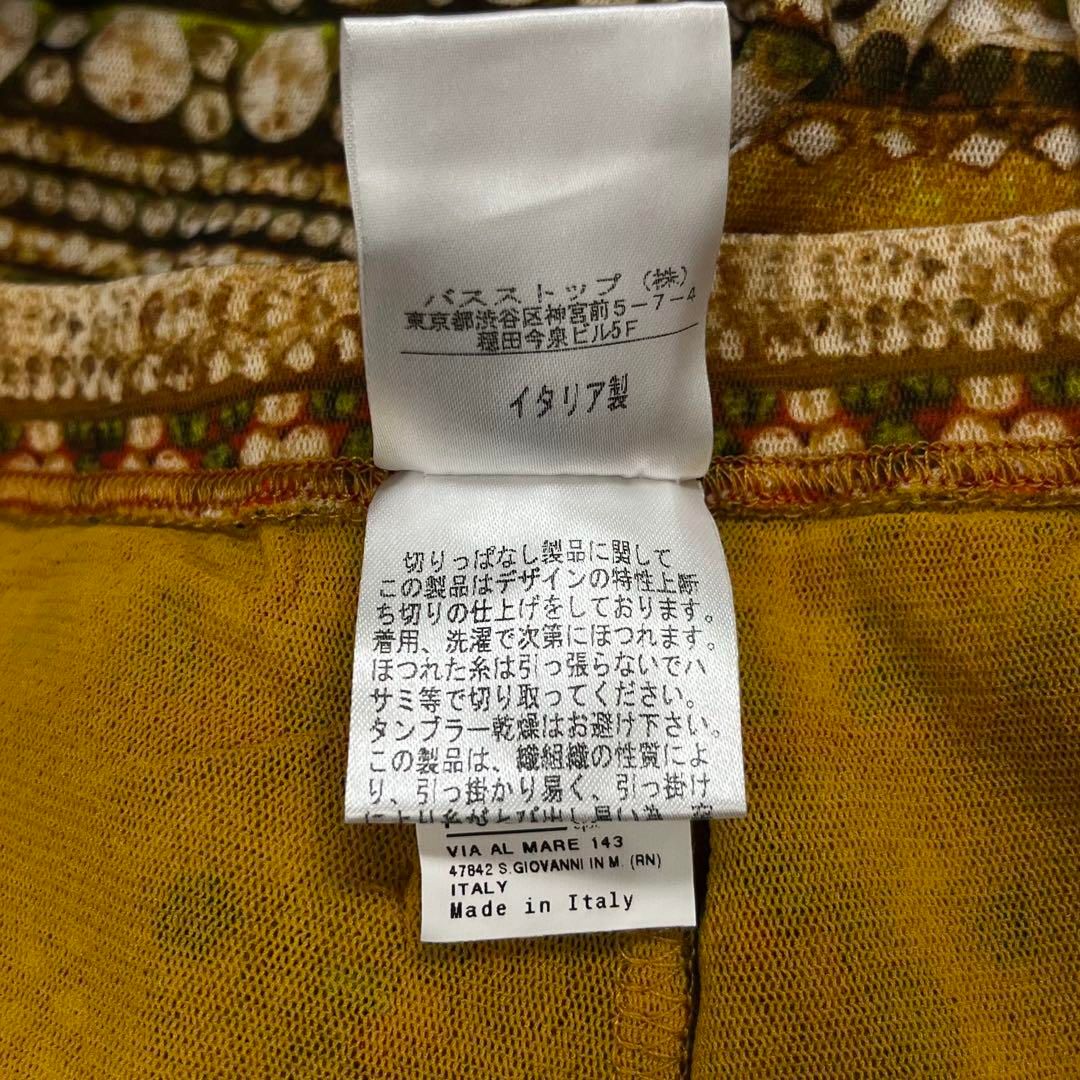 バスストップ（株）
東京都渋谷区神宮前5-7-4
穏田今泉ビル5F
イタリア製
切りっぱなし製品に関して
この製品はデザインの特性上断
ち切りの仕上げをしております。
着用、洗濯で次第にほつれます。
ほつれた糸は引っ張らないでハ
サミ等で切り取ってください。
タンブラー乾燥はお避け下さい。
この製品は、織組織の性質によ
り、引っ掛かり易く、引っ掛け
VIA AL MARE 143
47842 S.GIOVANNI IN M. (RN)
ITALY
Made in Italy